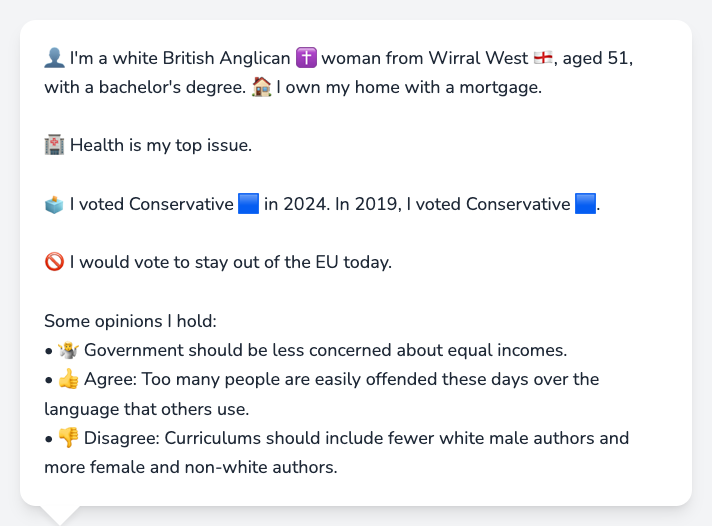 👤 I'm a white British Anglican ✝️ woman from Wirral West 🏴󠁧󠁢󠁥󠁮󠁧󠁿, aged 51,
with a bachelor's degree. 🏠 I own my home with a mortgage.
🏥 Health is my top issue.
🗳️ I voted Conservative 🟦 in 2024. In 2019, I voted Conservative 🟦.
🚫 I would vote to stay out of the EU today.
Some opinions I hold:
• 🤷 Government should be less concerned about equal incomes.
• 👍 Agree: Too many people are easily offended these days over the
language that others use.
• 👎 Disagree: Curriculums should include fewer white male authors and
more female and non-white authors.